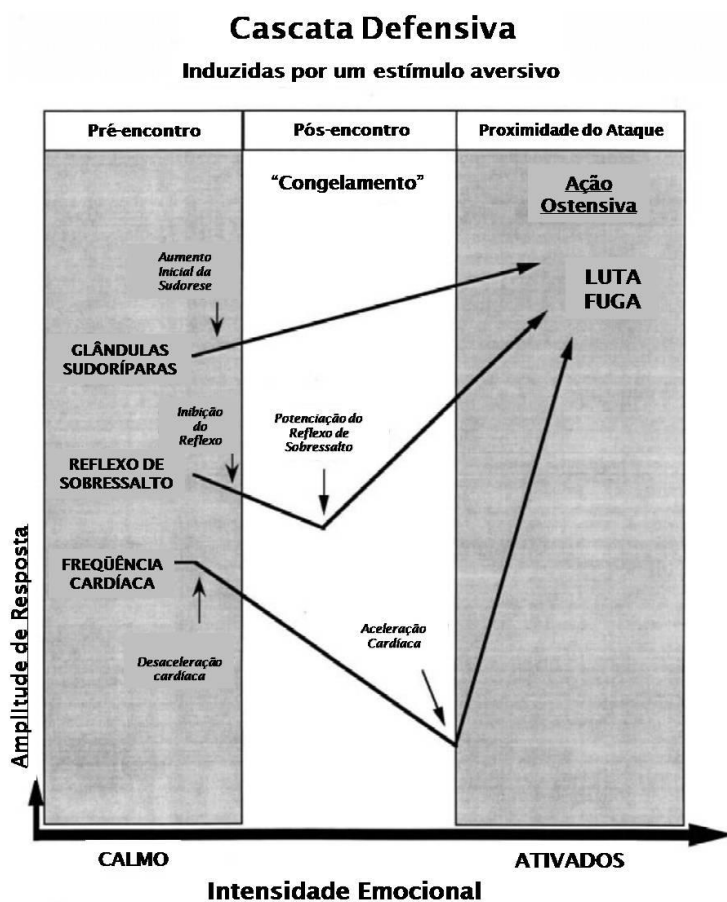 Cascata Defensiva
Induzidas por um estímulo aversivo
Pré-encontro
Pós-encontro
Proximidade do Ataque
“Congelamento”
Ação
Ostensiva
Aumento
Inicial da
Sudorese
LUTA
FUGA
GLÂNDULAS
SUDORÍPARAS
Inibição
do
Reflexo
Potenciação do
Reflexo de
Sobressalto
REFLEXO DE
SOBRESSALTO
FREQÜÊNCIA
CARDÍACA
Aceleração
Cardíaca
Desaceleração
cardíaca
Amplitude de Resposta
CALMO
ATIVADOS
Intensidade Emocional